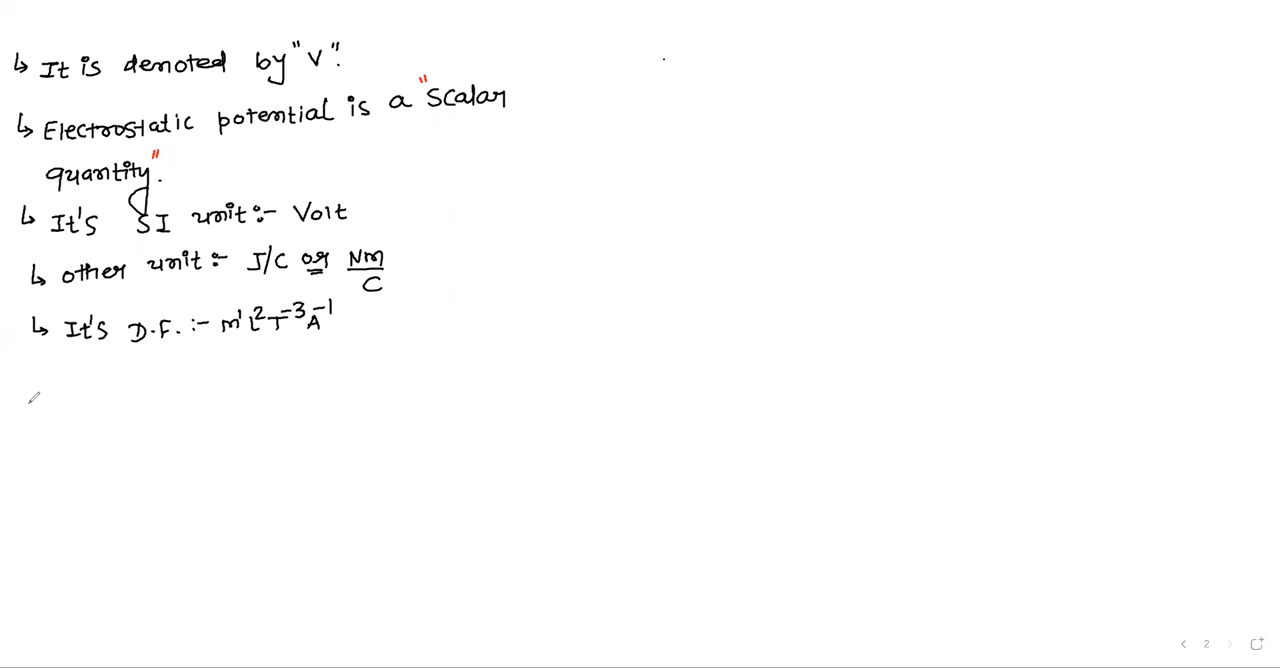 ↳ It is denoted by "V".
↳ Electrostatic potential is a "scalar
quantity".
↳ It's SI unit :- Volt
↳ other unit :- J/C or Nm/C
↳ It's D.F. :- M¹L²T⁻³A⁻¹
2